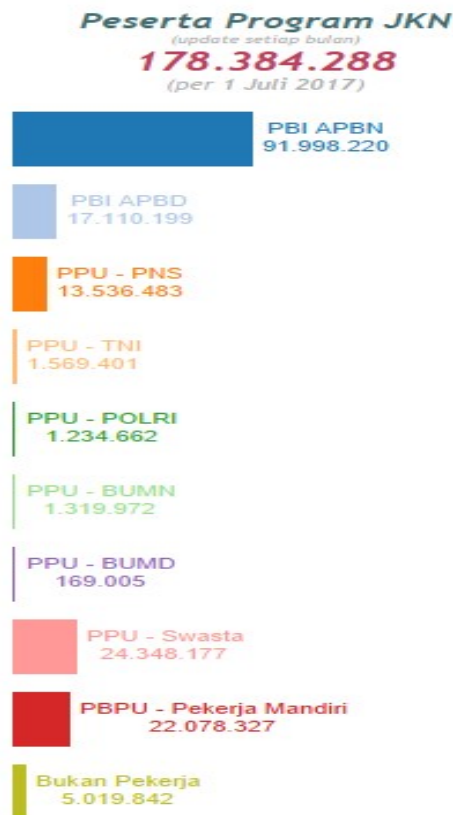 Peserta Program JKN
(update setiap bulan)
178.384.288
(per 1 Juli 2017)
PBI APBN
91.998.220
PBI APBD
17.110.199
PPU - PNS
13.536.483
PPU - TNI
1.569.401
PPU - POLRI
1.234.662
PPU - BUMN
1.319.972
PPU - BUMD
169.005
PPU - Swasta
24.348.177
PBPU - Pekerja Mandiri
22.078.327
Bukan Pekerja
5.019.842